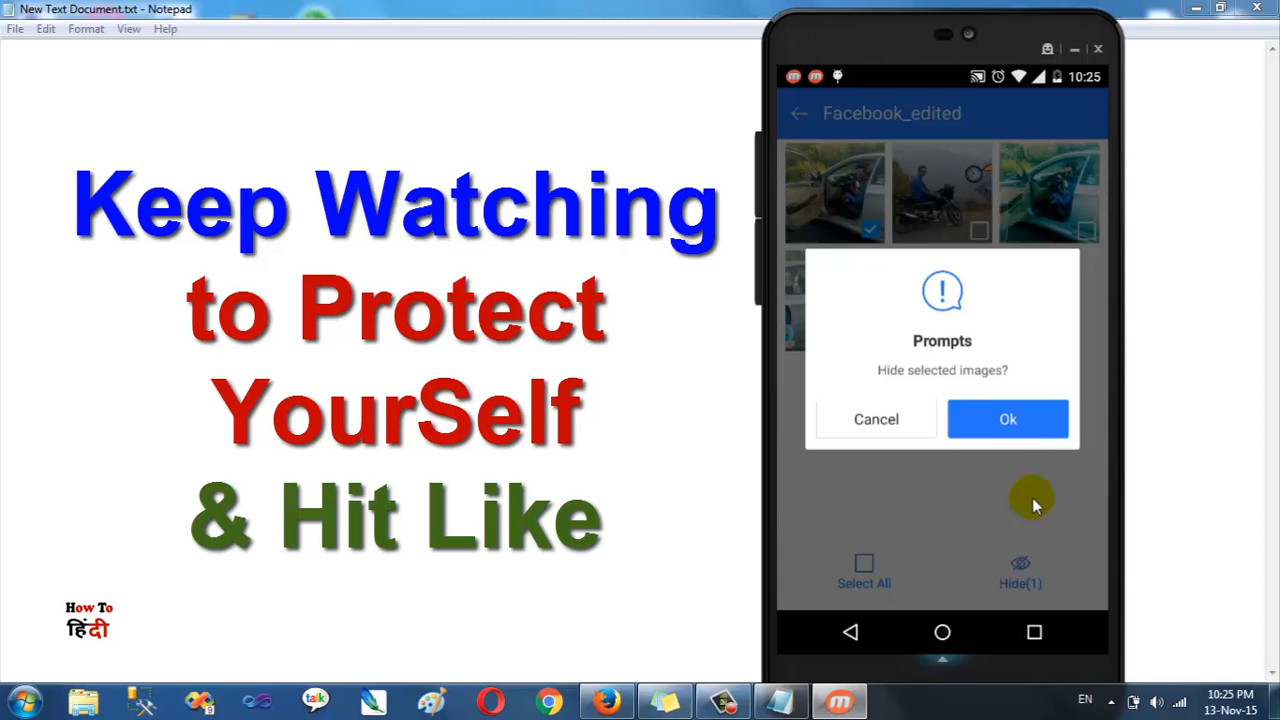 New Text Document.txt - Notepad
File Edit Format View Help
Keep Watching
to Protect
YourSelf
& Hit Like
How To
हिंदी
10:25
Facebook_edited
Prompts
Hide selected images?
Cancel Ok
Select All Hide(1)
talk
9
EN
10:25 PM
13-Nov-15